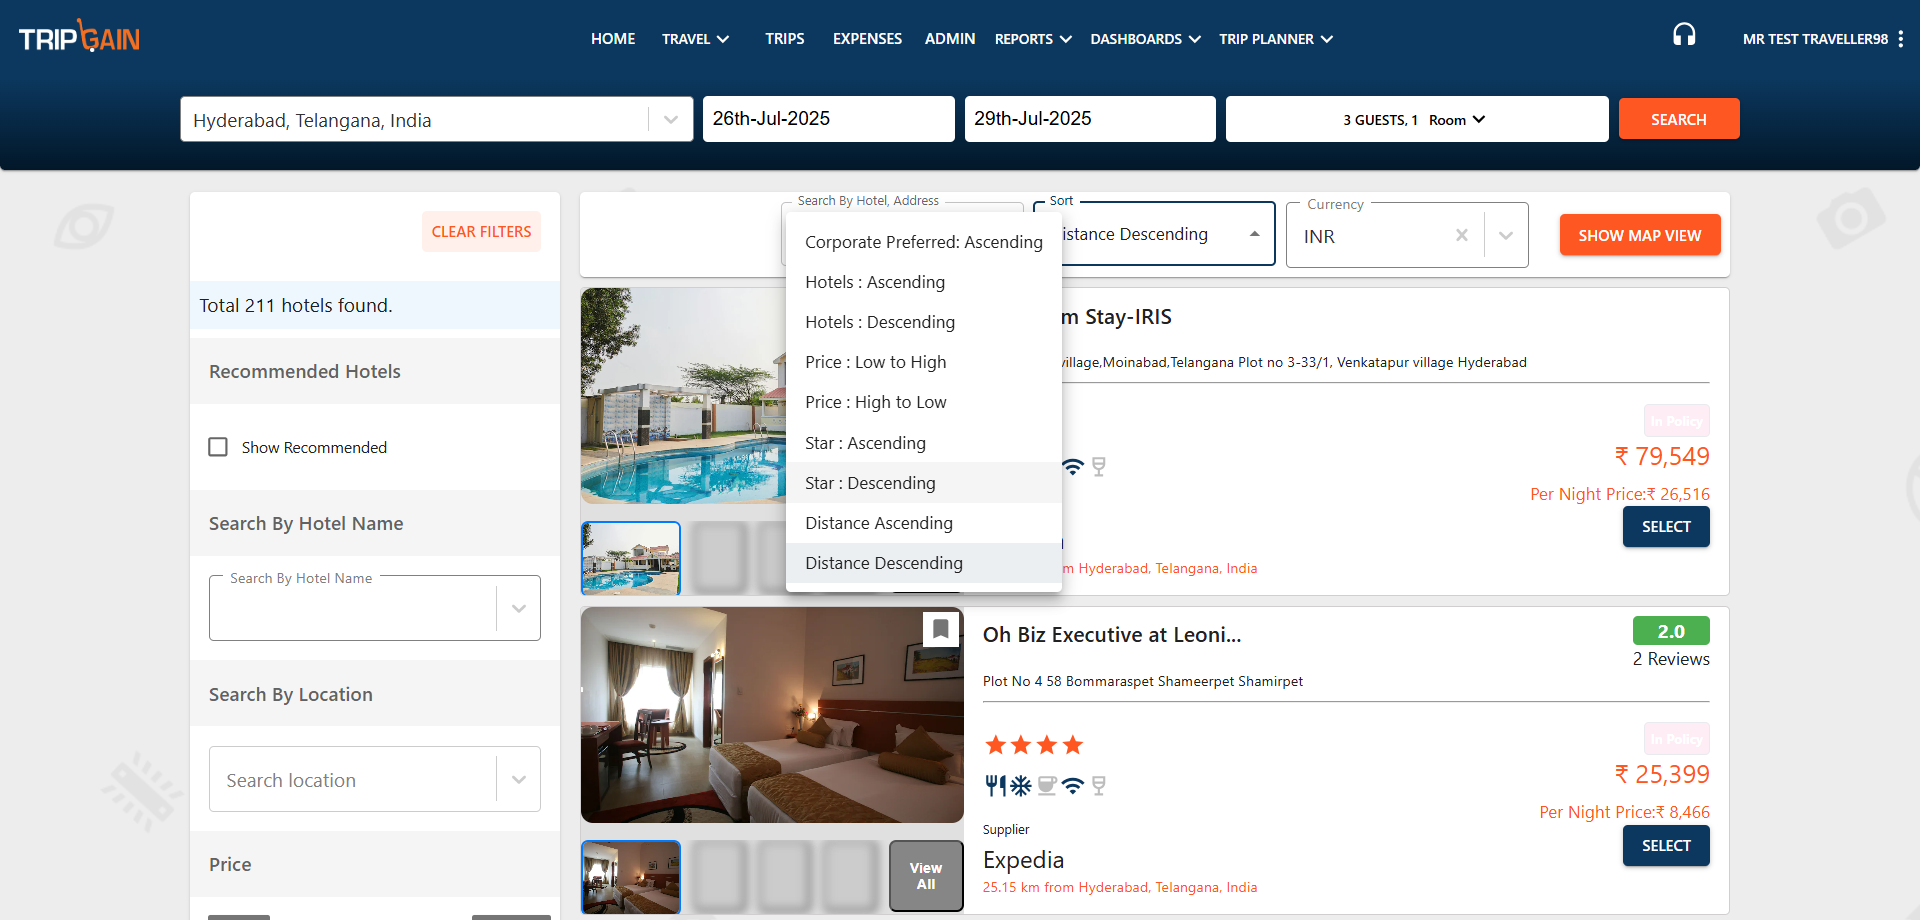 TRIPGAIN
HOME
TRAVEL
TRIPS
EXPENSES
ADMIN
REPORTS
DASHBOARDS
TRIP PLANNER
MR TEST TRAVELLER98
Hyderabad, Telangana, India
26th-Jul-2025
29th-Jul-2025
3 GUESTS, 1 Room
SEARCH
CLEAR FILTERS
Total 211 hotels found.
Recommended Hotels
Show Recommended
Search By Hotel Name
Search By Hotel Name
Search By Location
Search location
Price
Search By Hotel, Address
Sort
istance Descending
Currency
INR
SHOW MAP VIEW
Corporate Preferred: Ascending
Hotels : Ascending
Hotels : Descending
Price : Low to High
Price : High to Low
Star : Ascending
Star : Descending
Distance Ascending
Distance Descending
m Stay-IRIS
village,Moinabad,Telangana Plot no 3-33/1, Venkatapur village Hyderabad
In Policy
₹ 79,549
Per Night Price:₹ 26,516
SELECT
m Hyderabad, Telangana, India
Oh Biz Executive at Leoni...
2.0
2 Reviews
Plot No 4 58 Bommaraspet Shameerpet Shamirpet
In Policy
₹ 25,399
Per Night Price:₹ 8,466
SELECT
Supplier
Expedia
25.15 km from Hyderabad, Telangana, India
View
All